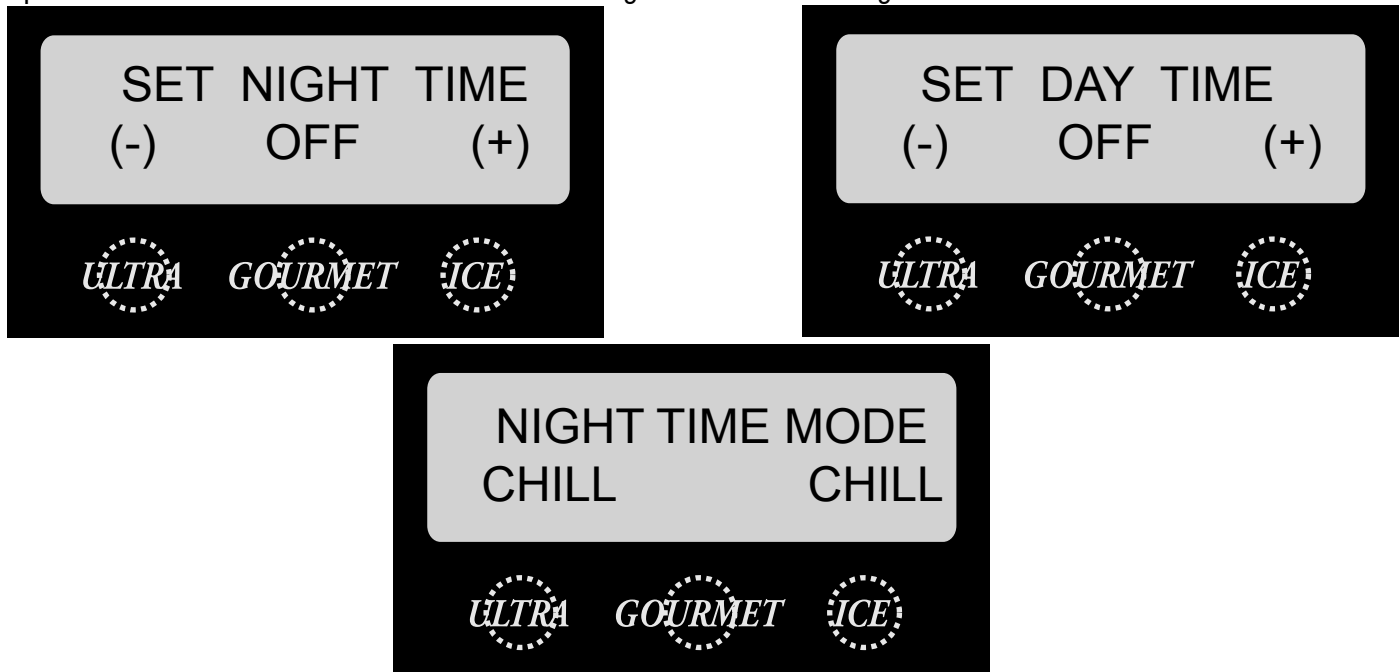 SET NIGHT TIME
(-) OFF (+)
ULTRA GOURMET ICE
SET DAY TIME
(-) OFF (+)
ULTRA GOURMET ICE
NIGHT TIME MODE
CHILL CHILL
ULTRA GOURMET ICE